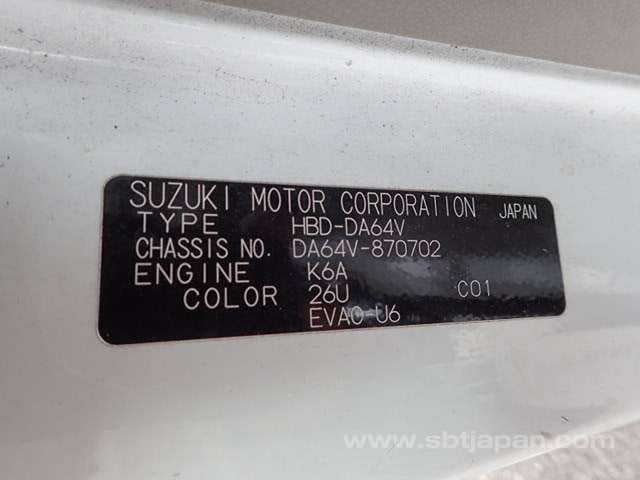 SUZUKI MOTOR CORPORATION JAPAN
TYPE HBD-DA64V
CHASSIS NO. DA64V-870702
ENGINE K6A
COLOR 26U C01
EVAC-U6
www.sbtjapan.com